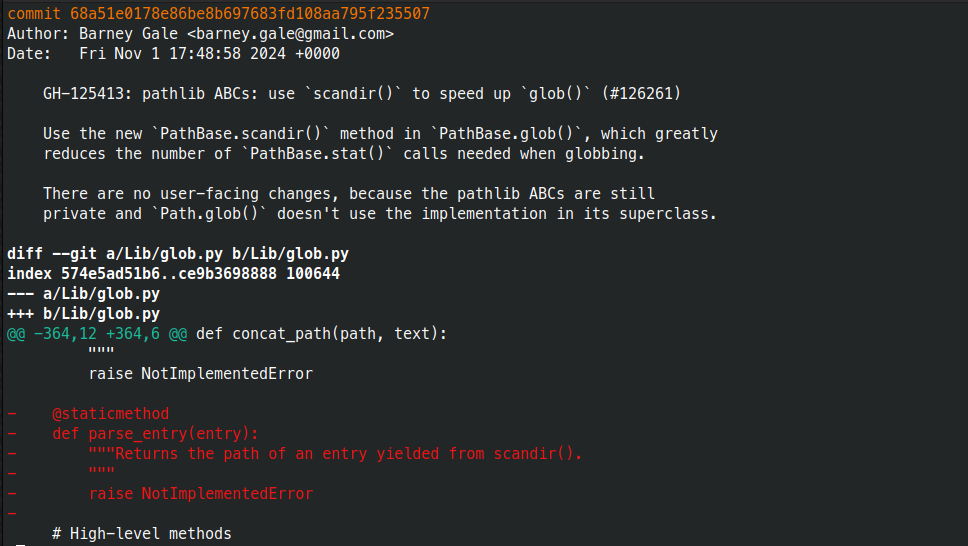 commit 68a51e0178e86be8b697683fd108aa795f235507
Author: Barney Gale <barney.gale@gmail.com>
Date:   Fri Nov 1 17:48:58 2024 +0000

    GH-125413: pathlib ABCs: use `scandir()` to speed up `glob()` (#126261)

    Use the new `PathBase.scandir()` method in `PathBase.glob()`, which greatly
    reduces the number of `PathBase.stat()` calls needed when globbing.

    There are no user-facing changes, because the pathlib ABCs are still
    private and `Path.glob()` doesn't use the implementation in its superclass.

diff --git a/Lib/glob.py b/Lib/glob.py
index 574e5ad51b6..ce9b3698888 100644
--- a/Lib/glob.py
+++ b/Lib/glob.py
@@ -364,12 +364,6 @@ def concat_path(path, text):
         """
         raise NotImplementedError

-    @staticmethod
-    def parse_entry(entry):
-        """Returns the path of an entry yielded from scandir().
-        """
-        raise NotImplementedError
-
     # High-level methods